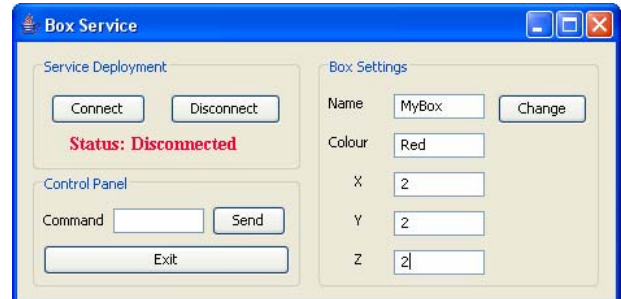 Box Service
Service Deployment
Connect Disconnect
Status: Disconnected
Control Panel
Command Send
Exit
Box Settings
Name MyBox Change
Colour Red
X 2
Y 2
Z 2